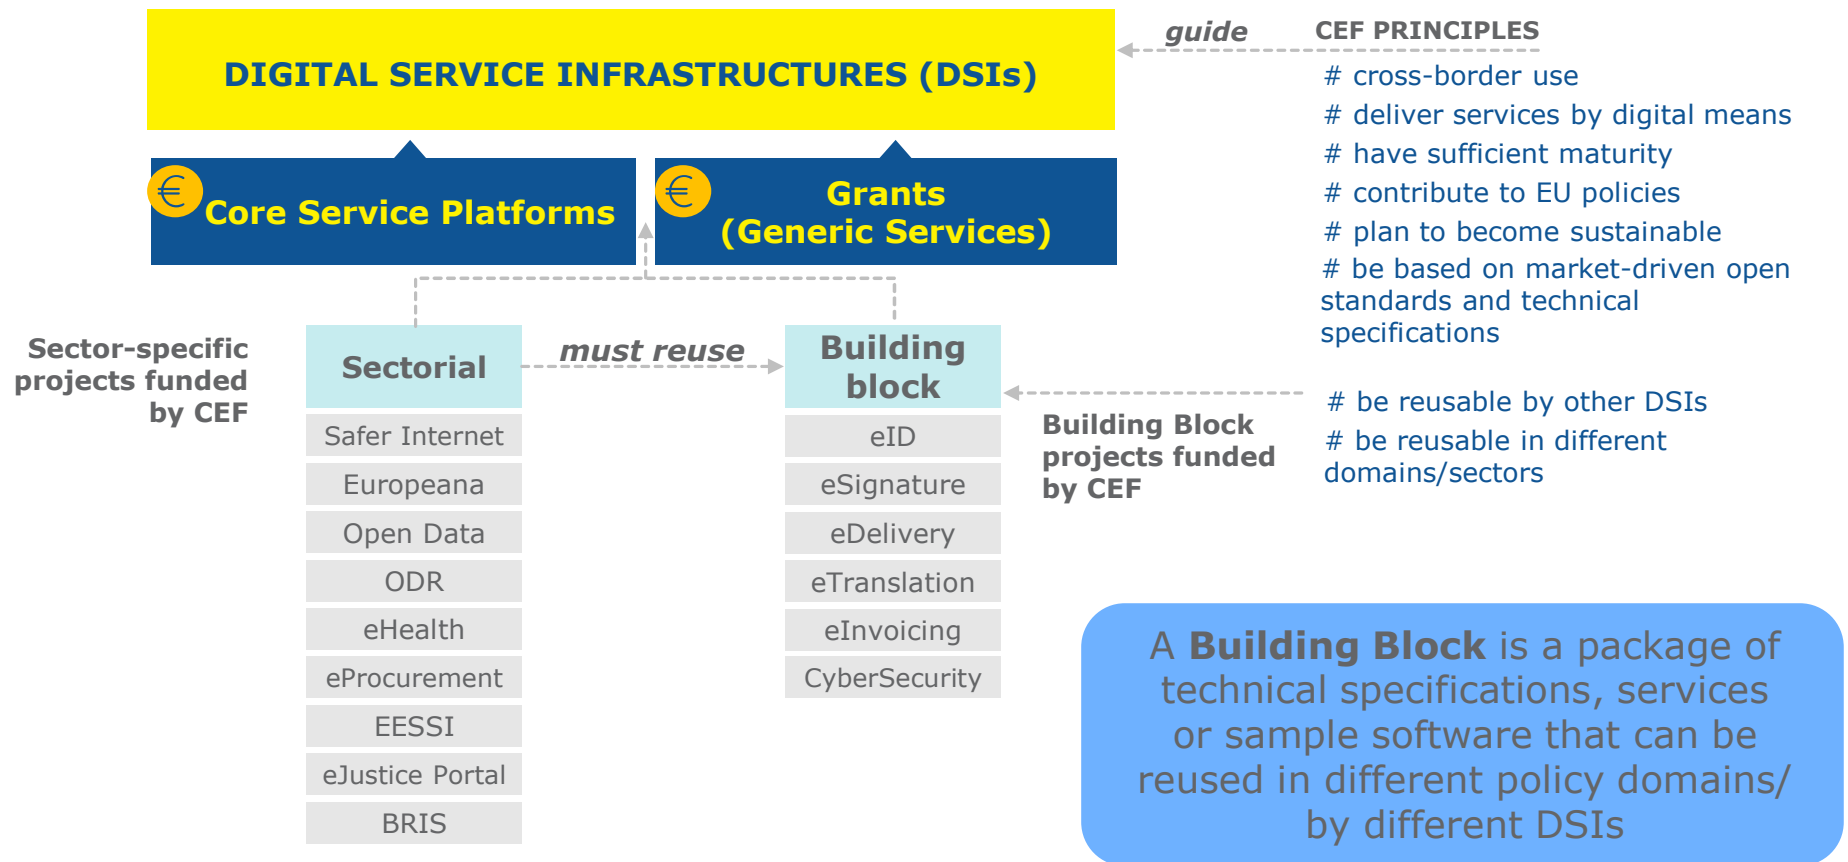 DIGITAL SERVICE INFRASTRUCTURES (DSIs)
guide
CEF PRINCIPLES
# cross-border use
# deliver services by digital means
# have sufficient maturity
# contribute to EU policies
# plan to become sustainable
# be based on market-driven open
standards and technical
specifications
€
Core Service Platforms
€
Grants
(Generic Services)
Sector-specific
projects funded
by CEF
Sectorial
must reuse
Building
block
Safer Internet
Europeana
Open Data
ODR
eHealth
eProcurement
EESSI
eJustice Portal
BRIS
eID
eSignature
eDelivery
eTranslation
eInvoicing
CyberSecurity
Building Block
projects funded
by CEF
# be reusable by other DSIs
# be reusable in different
domains/sectors
A Building Block is a package of
technical specifications, services
or sample software that can be
reused in different policy domains/
by different DSIs